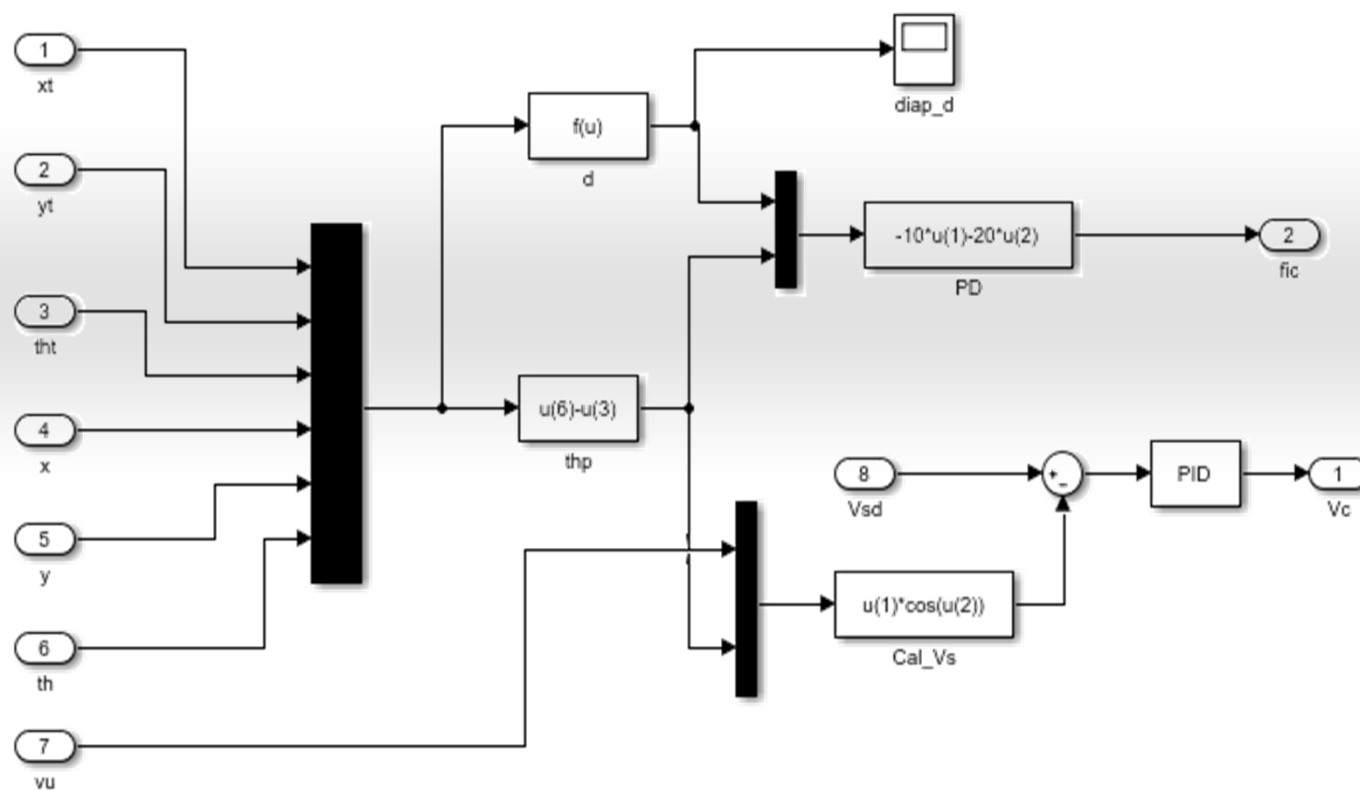 1
xt
diap_d
f(u)
d
2
yt
-10*u(1)-20*u(2)
PD
2
fic
3
tht
u(6)-u(3)
thp
4
x
8
Vsd
+
-
PID
1
Vc
5
y
u(1)*cos(u(2))
Cal_Vs
6
th
7
vu